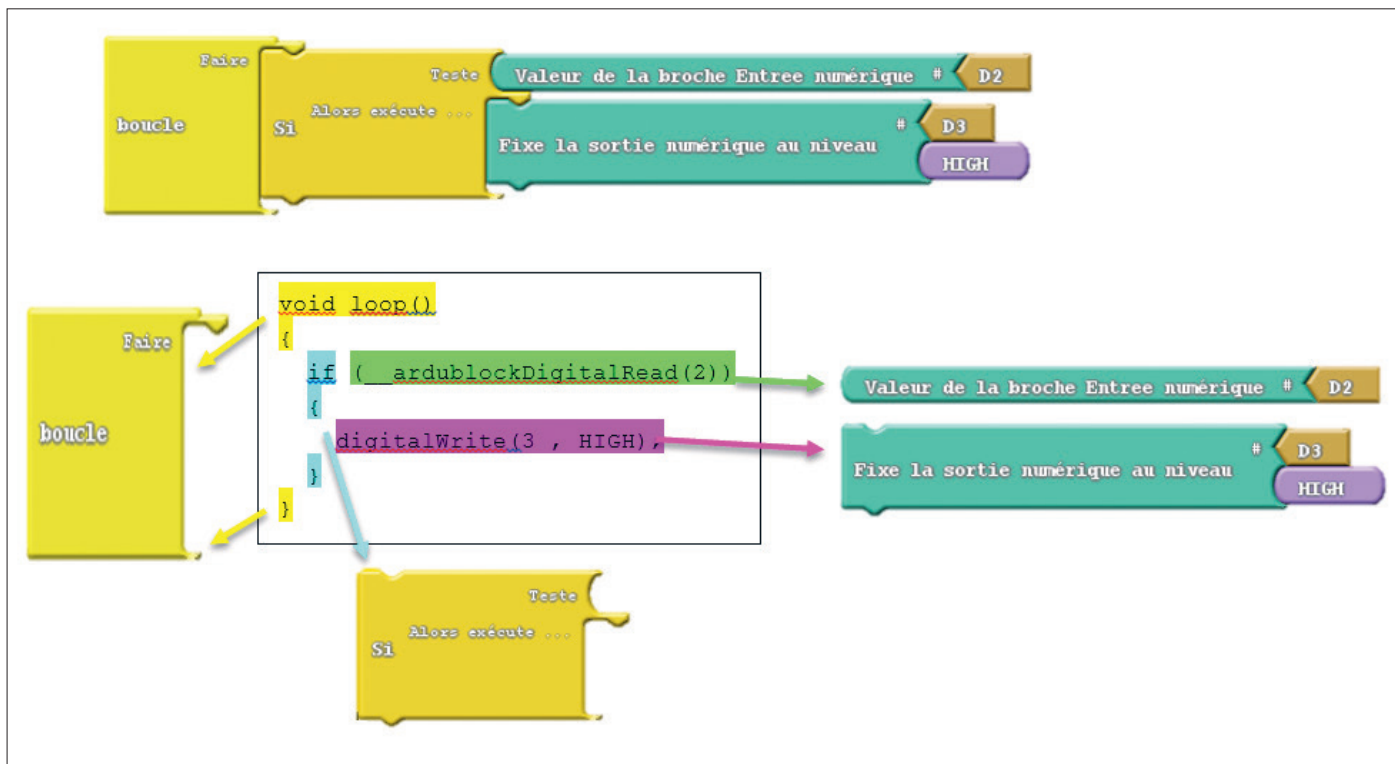 Faire
boucle
Si
Teste
Alors exécute ...
Valeur de la broche Entree numérique # D2
Fixe la sortie numérique au niveau
# D3
HIGH
Faire
boucle
void loop()
{
if (__ardublockDigitalRead(2))
{
digitalWrite(3 , HIGH);
}
}
Valeur de la broche Entree numérique # D2
Fixe la sortie numérique au niveau
# D3
HIGH
Teste
Alors exécute ...
Si